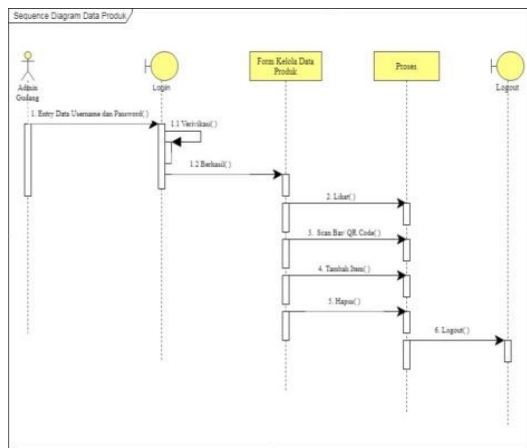 Sequence Diagram Data Produk
Admin
Gudang
Login
Form Kelola Data
Produk
Proses
Logout
1. Entry Data Username dan Password( )
1.1 Verivikasi( )
1.2 Berhasil( )
2. Lihat( )
3. Scan Bar/ QR Code( )
4. Tambah Item( )
5. Hapus( )
6. Logout( )